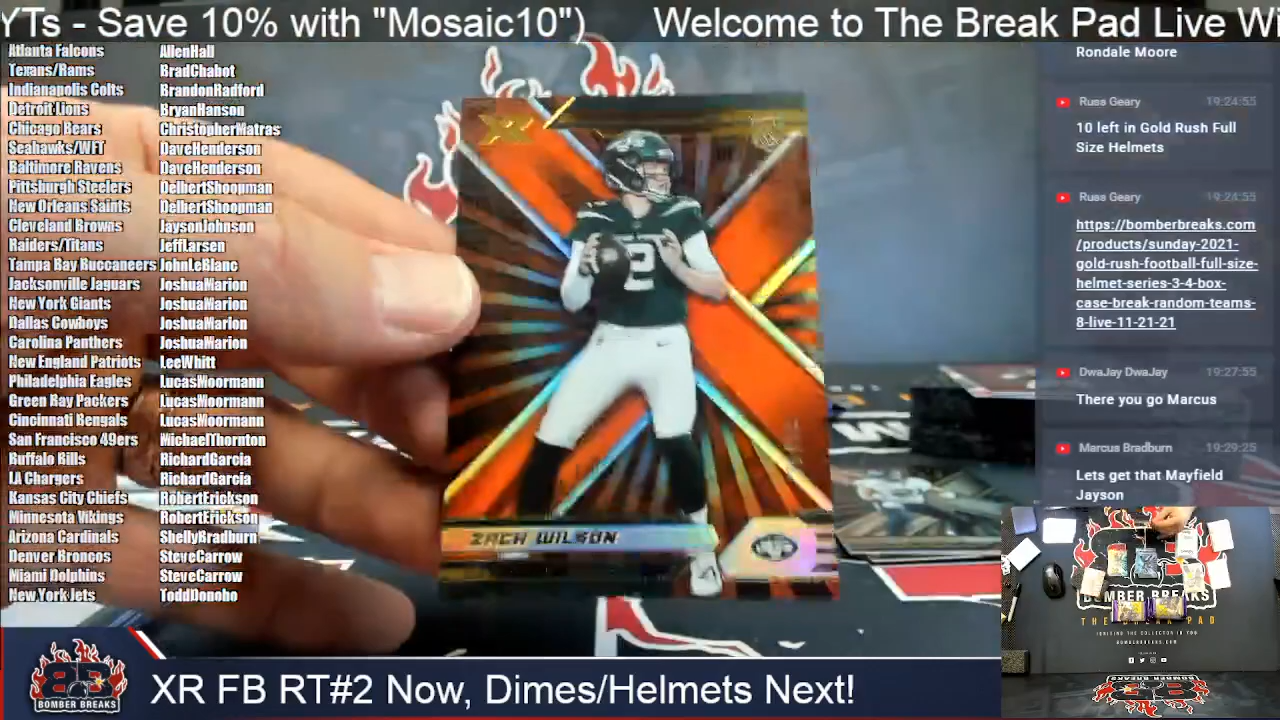 YTs - Save 10% with "Mosaic10")
Welcome to The Break Pad Live Wi
Atlanta Falcons AllenHall
Texans/Rams BradChabot
Indianapolis Colts BrandonRadford
Detroit Lions BryanHanson
Chicago Bears ChristopherMatras
Seahawks/WFT DaveHenderson
Baltimore Ravens DaveHenderson
Pittsburgh Steelers DelbertShoopman
New Orleans Saints DelbertShoopman
Cleveland Browns JaysonJohnson
Raiders/Titans JeffLarsen
Tampa Bay Buccaneers JohnLeBlanc
Jacksonville Jaguars JoshuaMarion
New York Giants JoshuaMarion
Dallas Cowboys JoshuaMarion
Carolina Panthers JoshuaMarion
New England Patriots LeeWhitt
Philadelphia Eagles LucasMoormann
Green Bay Packers LucasMoormann
Cincinnati Bengals LucasMoormann
San Francisco 49ers MichaelThornton
Buffalo Bills RichardGarcia
LA Chargers RichardGarcia
Kansas City Chiefs RobertErickson
Minnesota Vikings RobertErickson
Arizona Cardinals ShellyBradburn
Denver Broncos SteveCarrow
Miami Dolphins SteveCarrow
New York Jets ToddDonoho
2
ZACH WILSON
Rondale Moore
Russ Geary 19:24:55
10 left in Gold Rush Full
Size Helmets
Russ Geary 19:24:55
https://bomberbreaks.com
/products/sunday-2021-
gold-rush-football-full-size-
helmet-series-3-4-box-
case-break-random-teams-
8-live-11-21-21
DwaJay DwaJay 19:27:55
There you go Marcus
Marcus Bradburn 19:29:25
Lets get that Mayfield
Jayson
BOMBER BREAKS
THE BREAK PAD
BOMBER BREAKS
XR FB RT#2 Now, Dimes/Helmets Next!